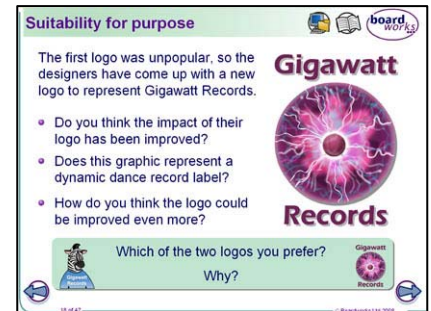 Suitability for purpose
board
works
The first logo was unpopular, so the
designers have come up with a new
logo to represent Gigawatt Records.
Do you think the impact of their
logo has been improved?
Does this graphic represent a
dynamic dance record label?
How do you think the logo could
be improved even more?
Gigawatt
Records
Which of the two logos you prefer?
Why?
Gigawatt
Records
Gigawatt
Records